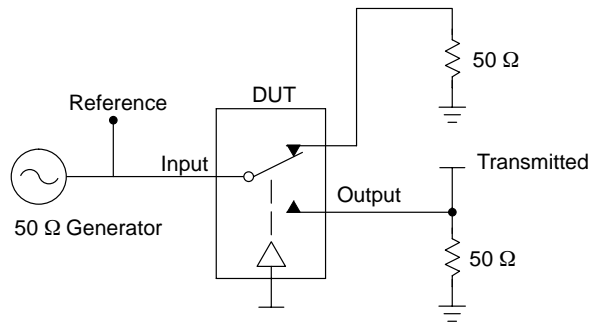 50 Ω
DUT
Reference
Input
Transmitted
Output
50 Ω Generator
50 Ω